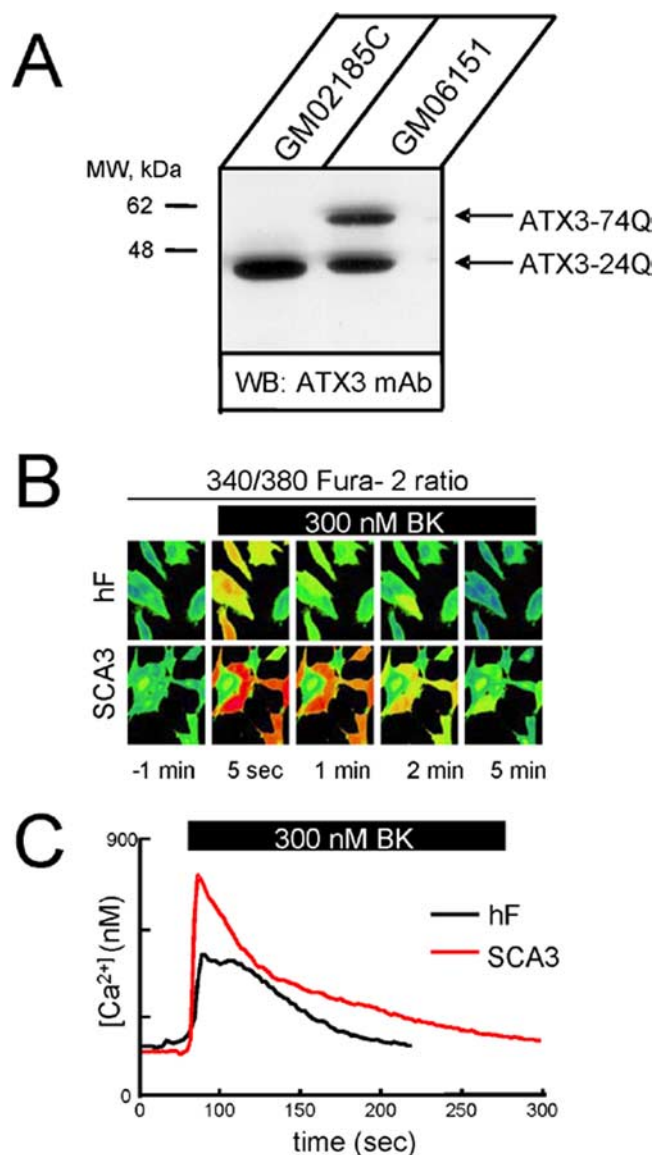 A
GM02185C
GM06151
MW, kDa
62
48
ATX3-74Q
ATX3-24Q
WB: ATX3 mAb
B
340/380 Fura- 2 ratio
300 nM BK
hF
SCA3
-1 min 5 sec 1 min 2 min 5 min
C
300 nM BK
900
[Ca2+] (nM)
hF
SCA3
0
0 100 150 200 250 300
time (sec)